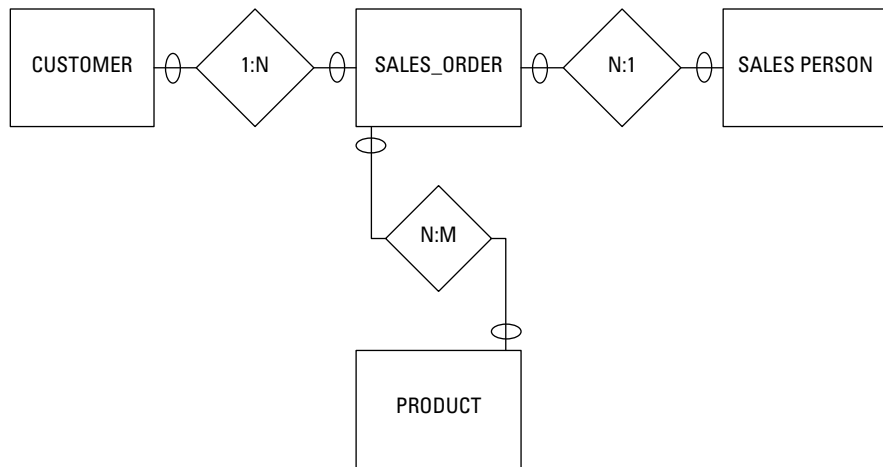 CUSTOMER
1:N
SALES_ORDER
N:1
SALES PERSON
N:M
PRODUCT